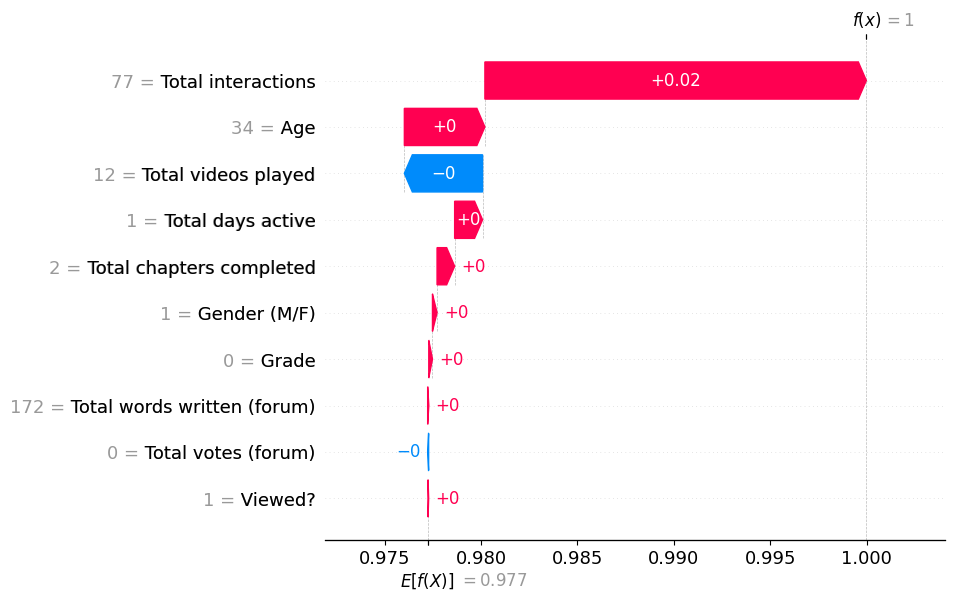 f(x) = 1
77 = Total interactions
+0.02
34 = Age
+0
12 = Total videos played
−0
1 = Total days active
+0
2 = Total chapters completed
+0
1 = Gender (M/F)
+0
0 = Grade
+0
172 = Total words written (forum)
+0
0 = Total votes (forum)
−0
1 = Viewed?
+0
0.975 0.980 0.985 0.990 0.995 1.000
E[f(X)] = 0.977